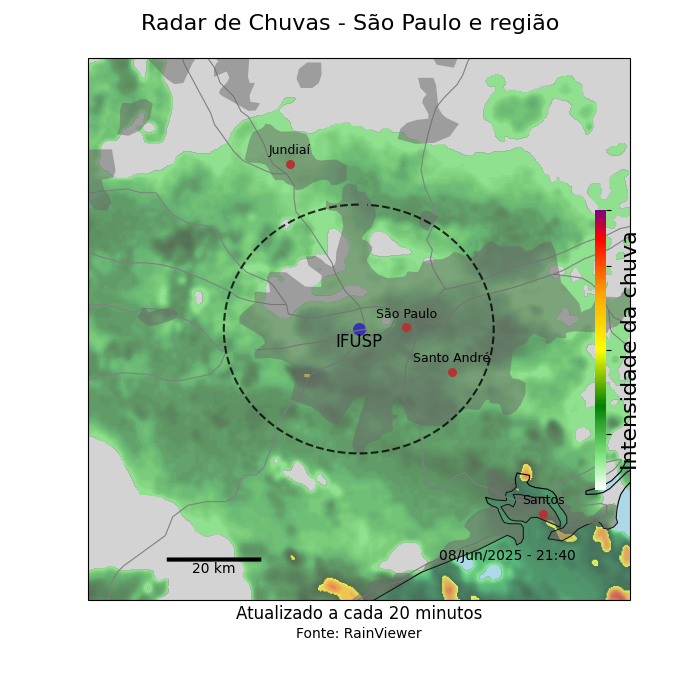 Radar de Chuvas - São Paulo e região
Jundiaí
São Paulo
IFUSP
Santo André
Intensidade da chuva
Santos
08/Jun/2025 - 21:40
20 km
Atualizado a cada 20 minutos
Fonte: RainViewer